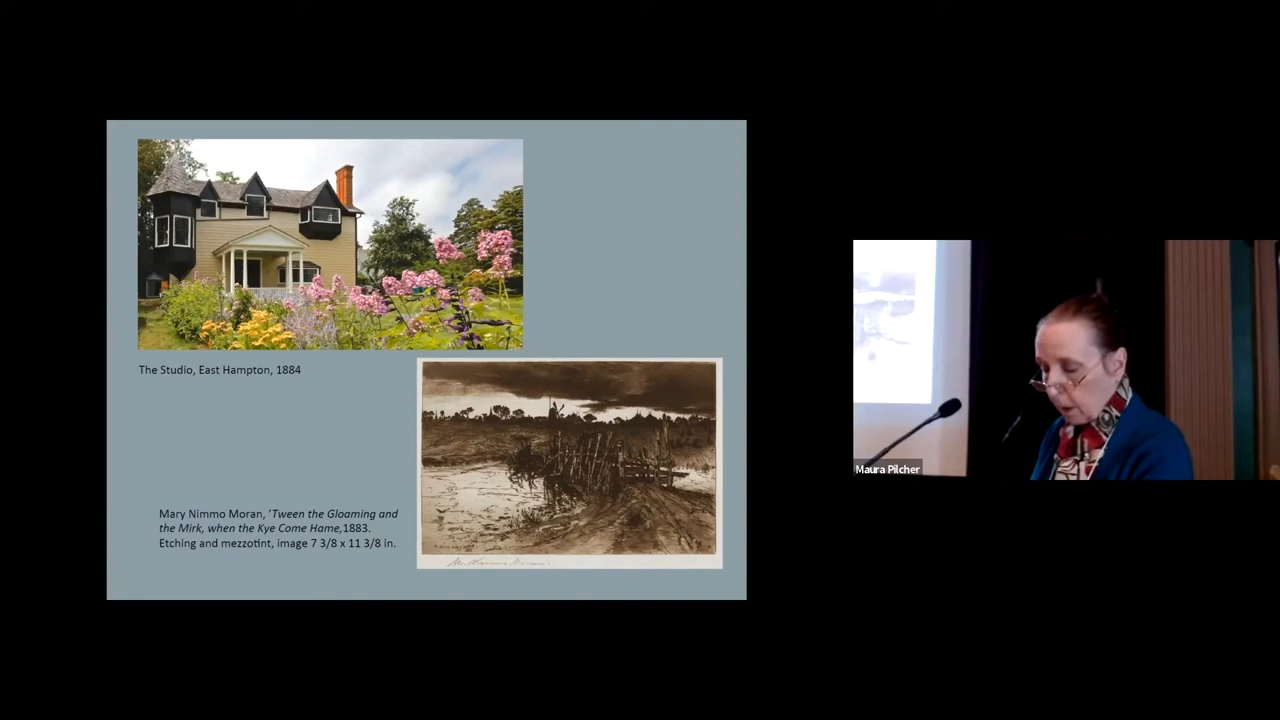 The Studio, East Hampton, 1884
Mary Nimmo Moran, 'Tween the Gloaming and
the Mirk, when the Kye Come Hame,1883.
Etching and mezzotint, image 7 3/8 x 11 3/8 in.
Maura Pilcher